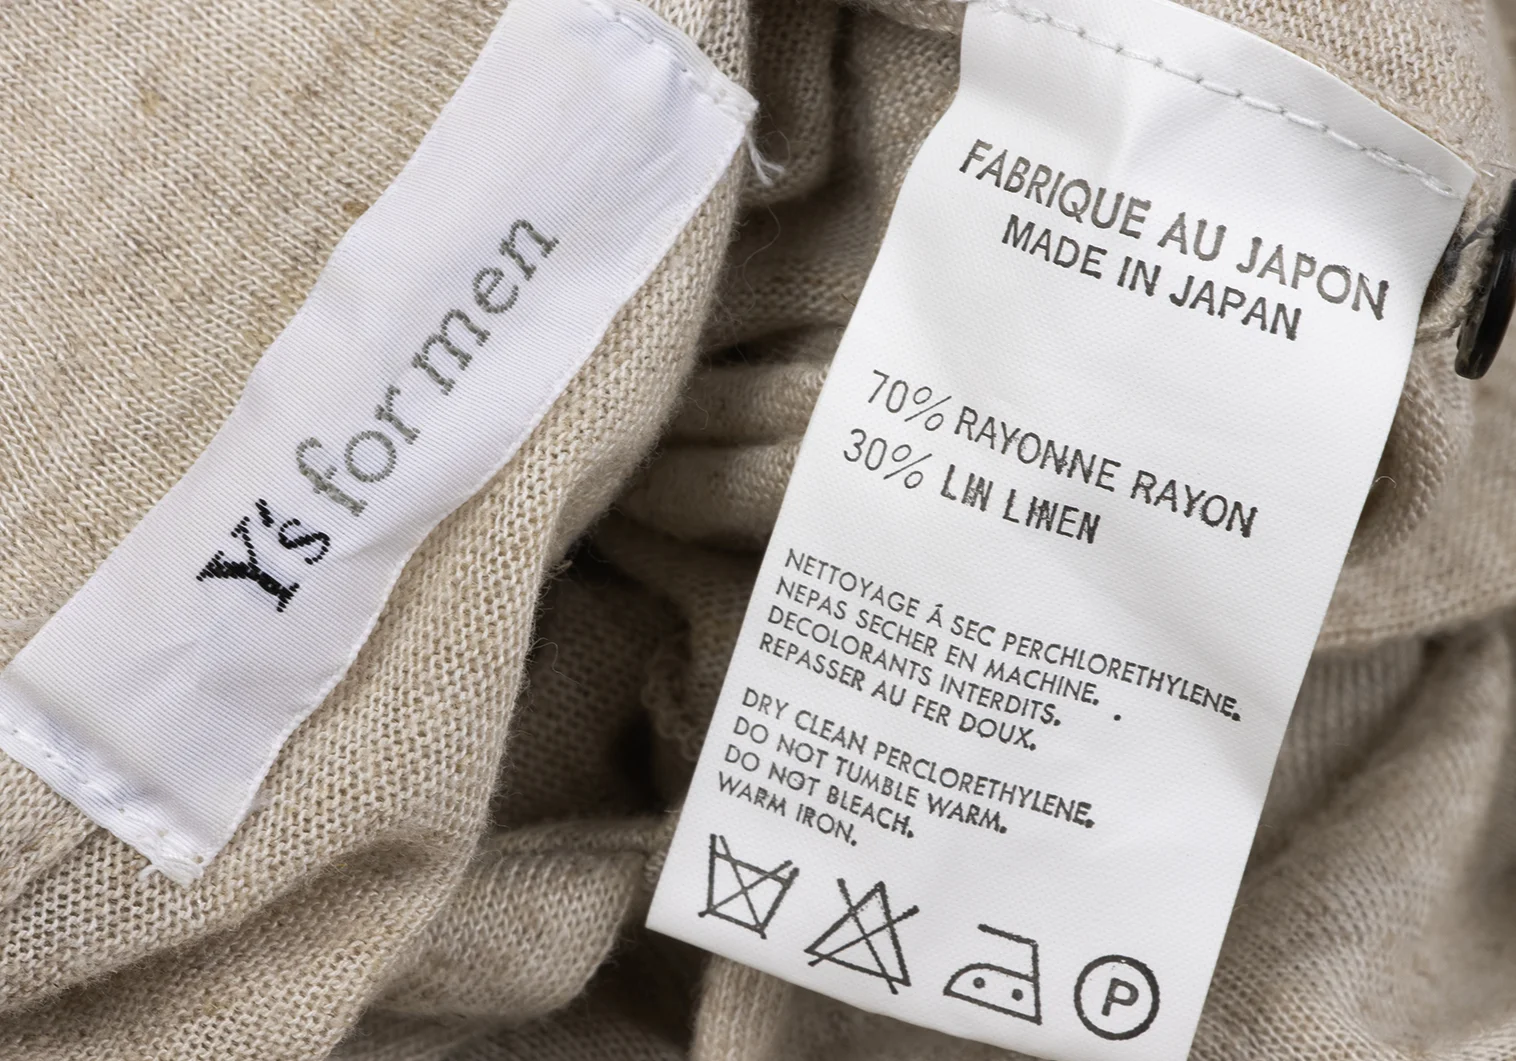 Y's for men
FABRIQUE AU JAPON
MADE IN JAPAN
70% RAYONNE RAYON
30% LIN LINEN
NETTOYAGE Á SEC PERCHLORETHYLENE.
NEPAS SECHER EN MACHINE.
DECOLORANTS INTERDITS.
REPASSER AU FER DOUX.
DRY CLEAN PERCLORETHYLENE.
DO NOT TUMBLE WARM.
DO NOT BLEACH.
WARM IRON.
P